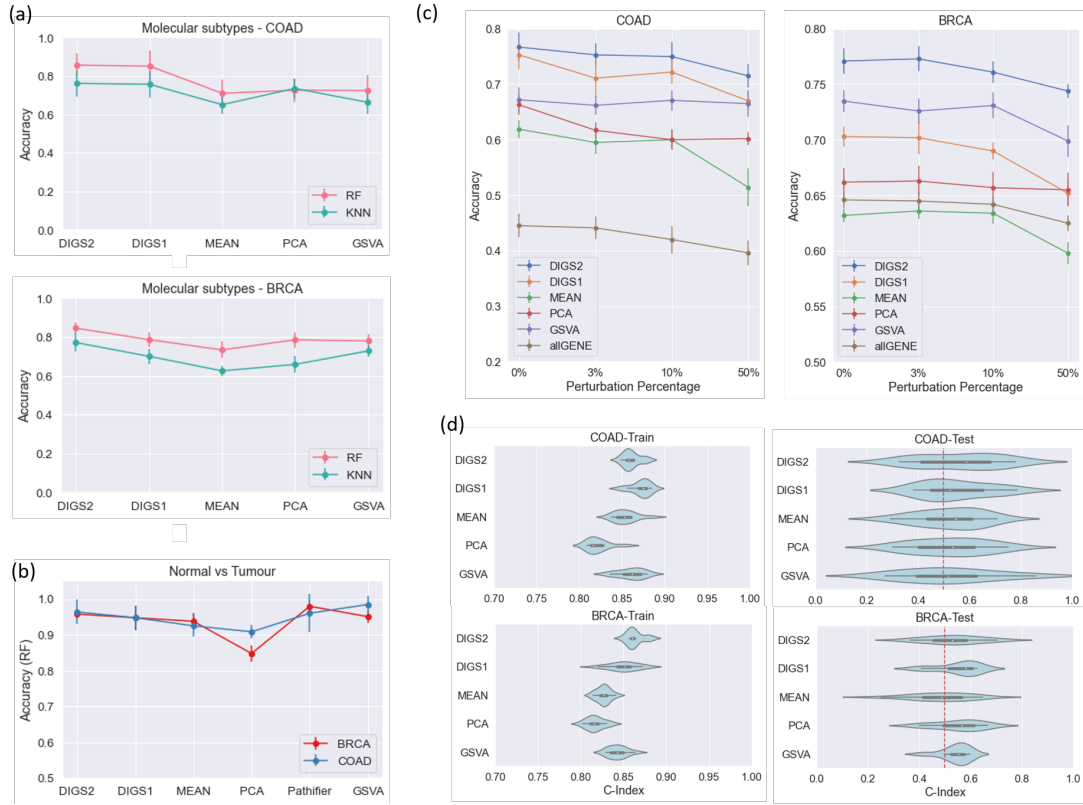 (a)
Molecular subtypes - COAD
1.0
0.8
0.6
0.4
0.2
0.0
Accuracy
RF
KNN
DIGS2 DIGS1 MEAN PCA GSVA
Molecular subtypes - BRCA
1.0
0.8
0.6
0.4
0.2
0.0
Accuracy
RF
KNN
DIGS2 DIGS1 MEAN PCA GSVA
(b)
Normal vs Tumour
1.0
0.9
0.8
0.7
0.6
0.5
Accuracy (RF)
BRCA
COAD
DIGS2 DIGS1 MEAN PCA Pathifier GSVA
(c)
COAD
0.8
0.7
0.6
0.5
0.4
0.3
0.2
Accuracy
DIGS2
DIGS1
MEAN
PCA
GSVA
allGENE
0% 3% 10% 50%
Perturbation Percentage
BRCA
0.80
0.75
0.70
0.65
0.60
0.55
0.50
Accuracy
DIGS2
DIGS1
MEAN
PCA
GSVA
allGENE
0% 3% 10% 50%
Perturbation Percentage
(d)
COAD-Train
DIGS2
DIGS1
MEAN
PCA
GSVA
0.70 0.75 0.80 0.85 0.90 0.95 1.00
COAD-Test
DIGS2
DIGS1
MEAN
PCA
GSVA
0.0 0.2 0.4 0.6 0.8 1.0
BRCA-Train
DIGS2
DIGS1
MEAN
PCA
GSVA
0.70 0.75 0.80 0.85 0.90 0.95 1.00
C-Index
BRCA-Test
DIGS2
DIGS1
MEAN
PCA
GSVA
0.0 0.2 0.4 0.6 0.8 1.0
C-Index